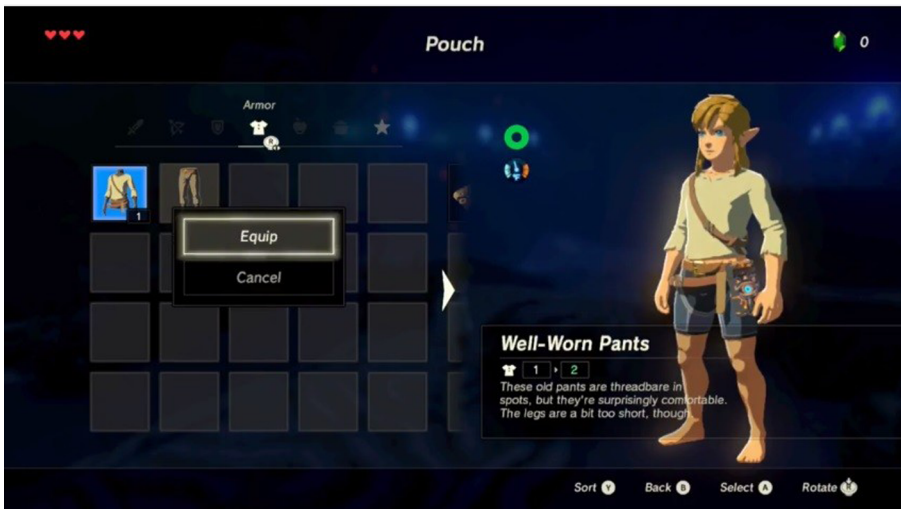 Pouch
0
Armor
R
1
Equip
Cancel
Well-Worn Pants
1 2
These old pants are threadbare in
spots, but they're surprisingly comfortable.
The legs are a bit too short, though.
Sort Y Back B Select A Rotate R